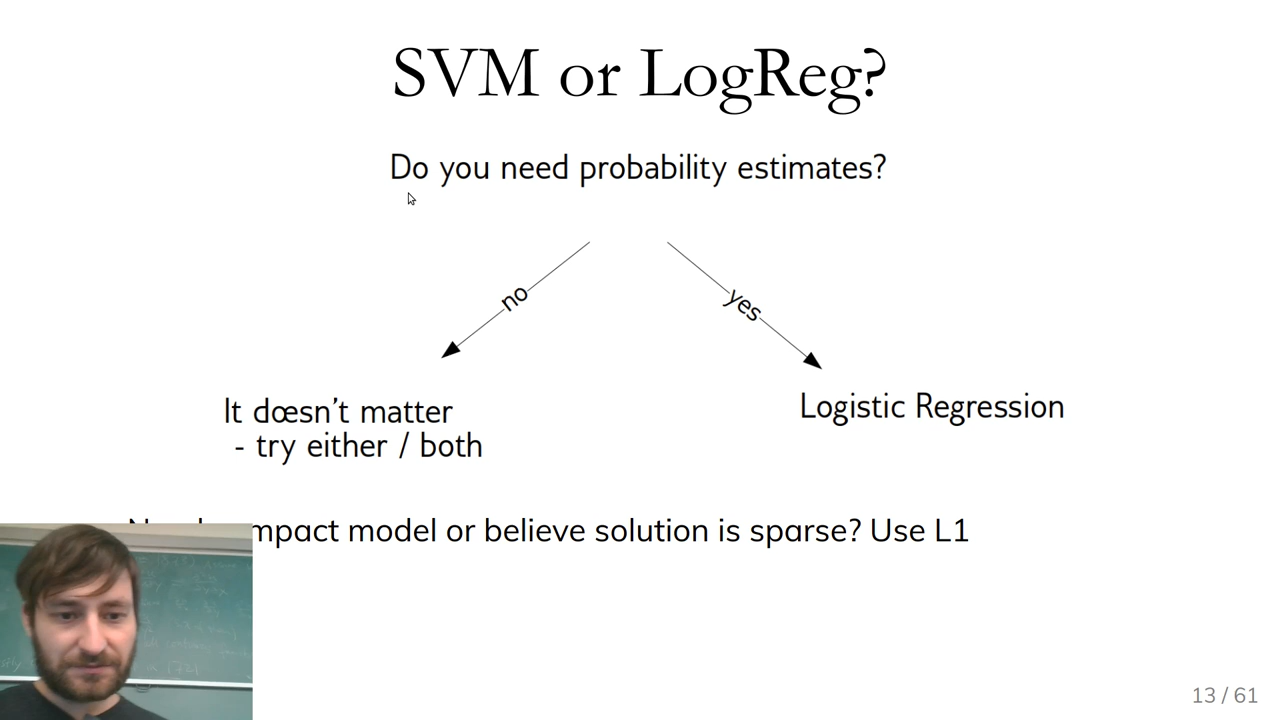 SVM or LogReg?
Do you need probability estimates?
no
yes
It dœsn't matter
- try either / both
Logistic Regression
mpact model or believe solution is sparse? Use L1
13 / 61